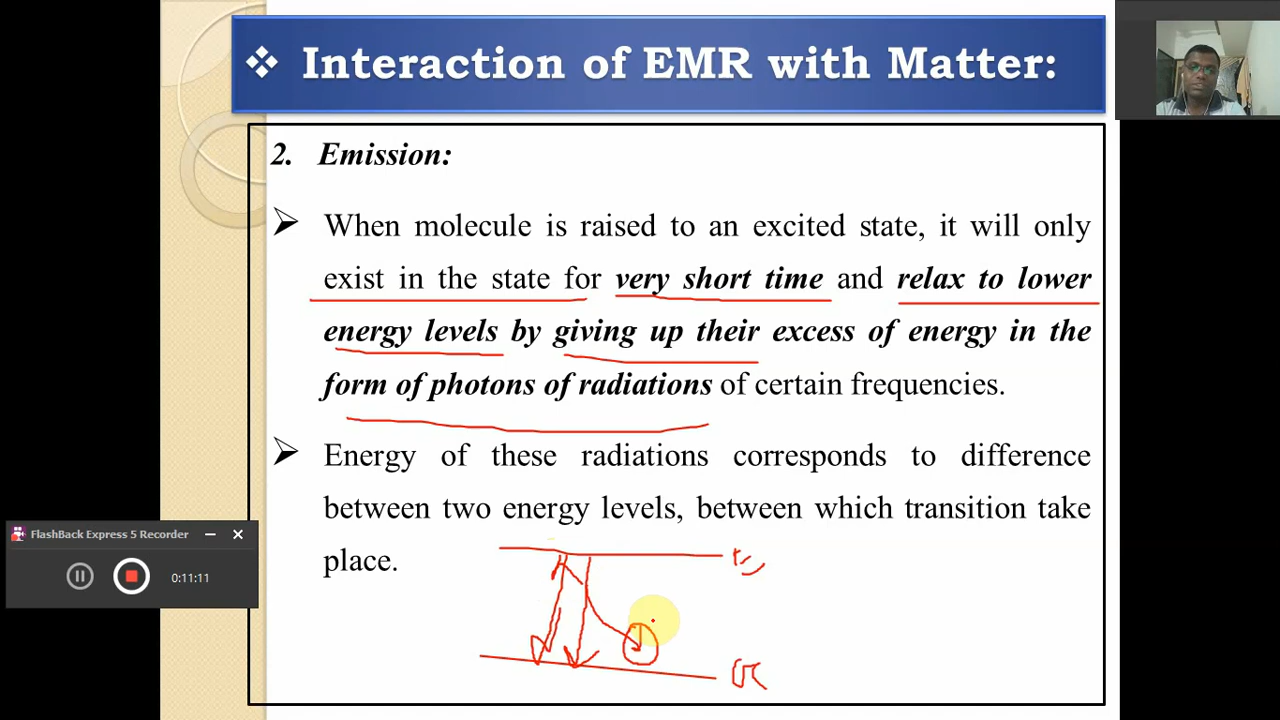 ❖ Interaction of EMR with Matter:
2. Emission:
➢ When molecule is raised to an excited state, it will only
exist in the state for very short time and relax to lower
energy levels by giving up their excess of energy in the
form of photons of radiations of certain frequencies.
➢ Energy of these radiations corresponds to difference
between two energy levels, between which transition take
place.
FlashBack Express 5 Recorder
0:11:11